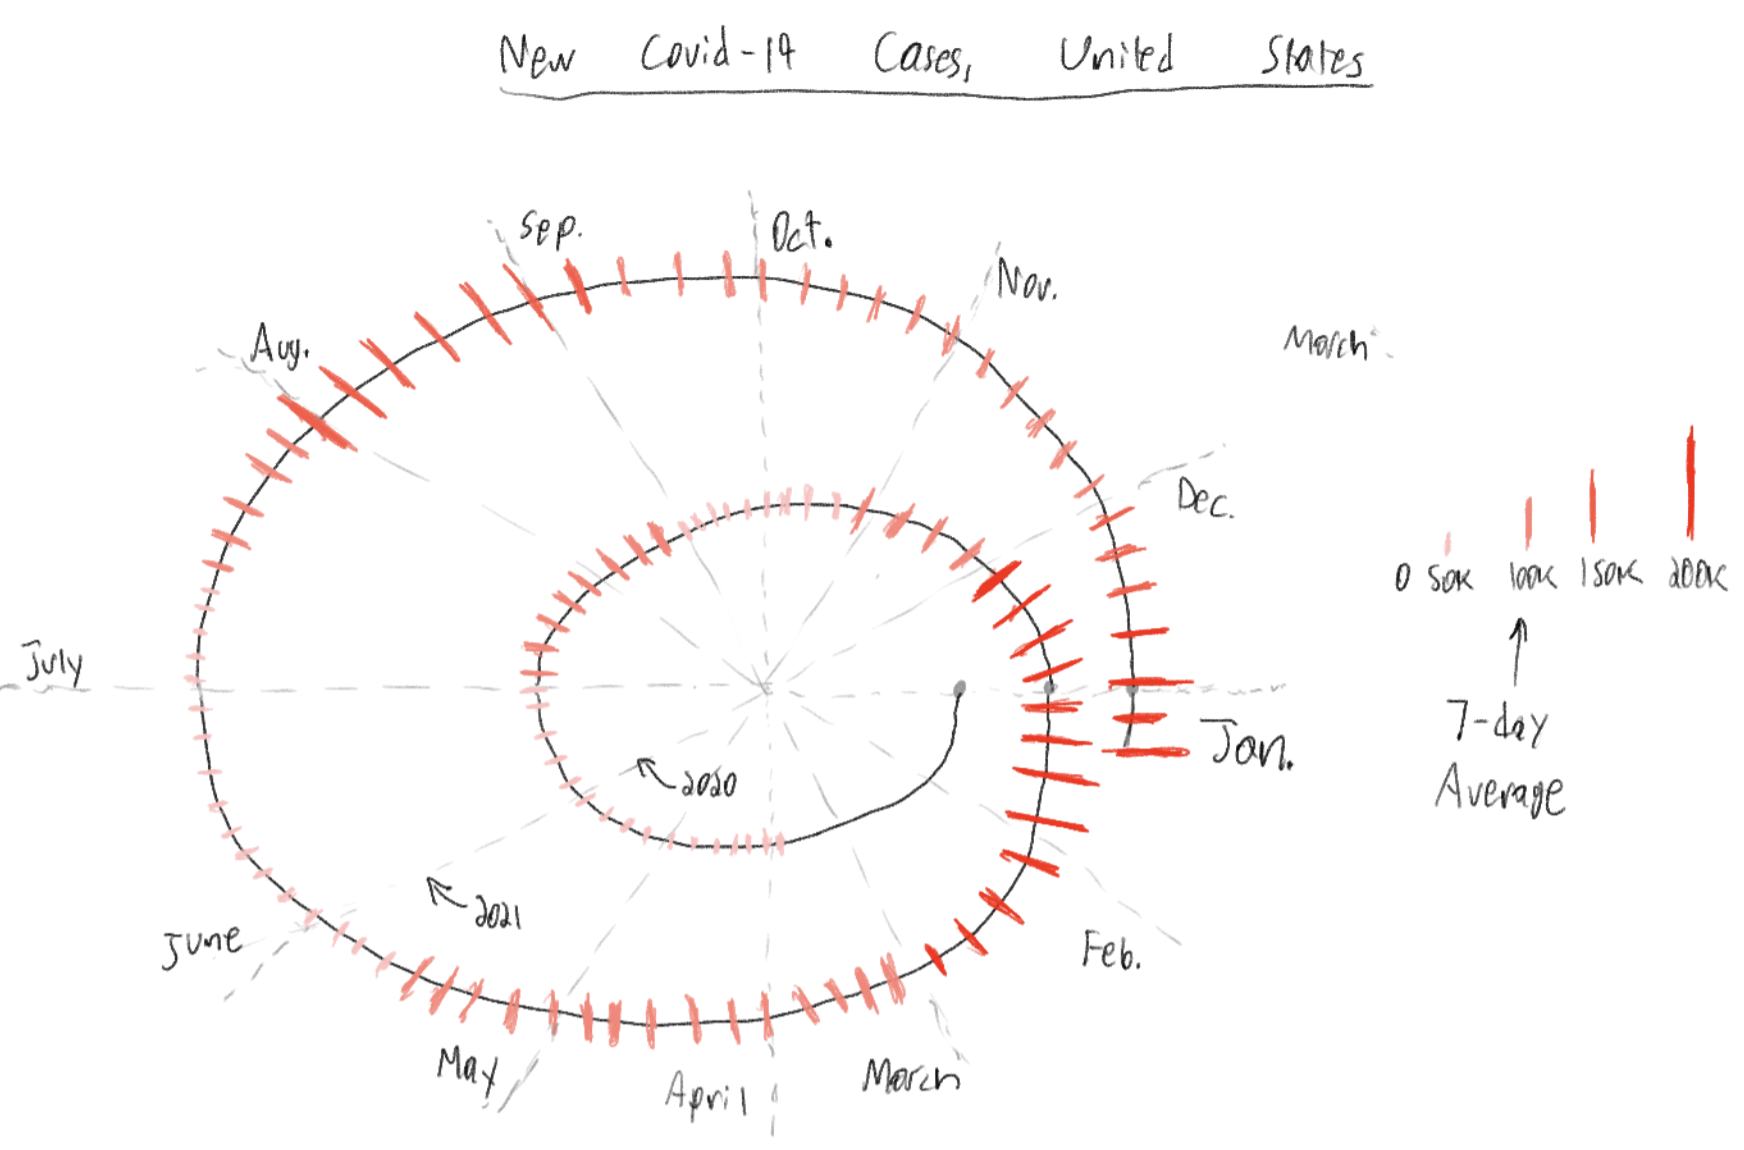 New Covid-19 Cases, United States
Sep.
Oct.
Nov.
Aug.
March
Dec.
0 50K 100K 150K 200K
July
7-day
Average
Jan.
2020
2021
June
Feb.
May
April
March